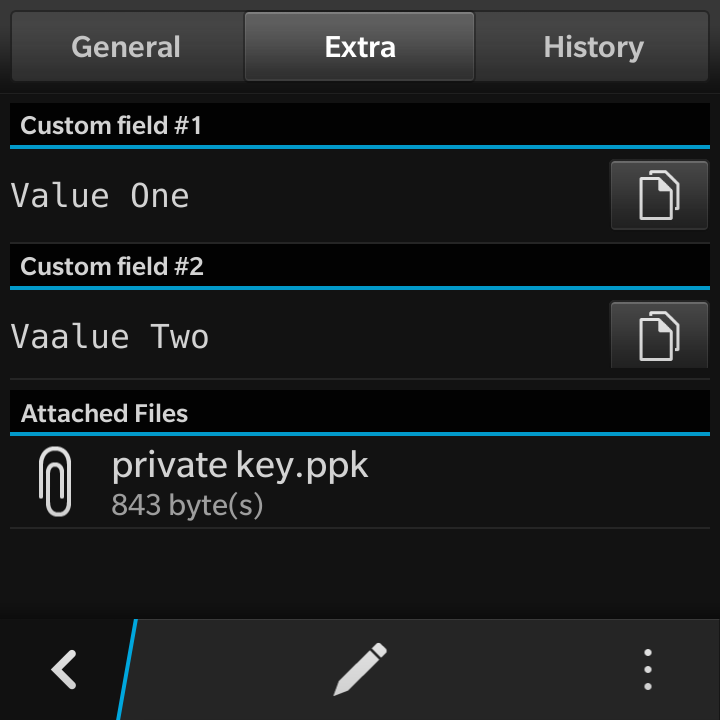 General
Extra
History
Custom field #1
Value One
Custom field #2
Vaalue Two
Attached Files
private key.ppk
843 byte(s)